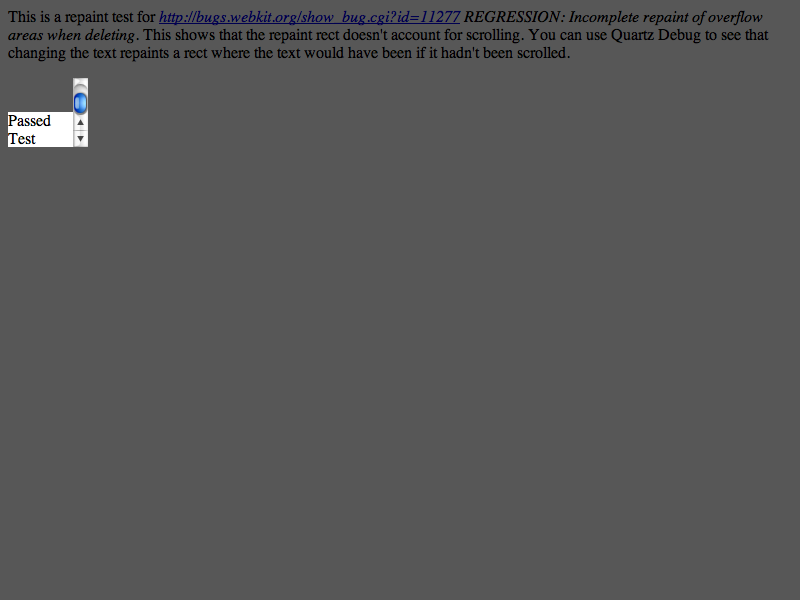 This is a repaint test for http://bugs.webkit.org/show_bug.cgi?id=11277 REGRESSION: Incomplete repaint of overflow
areas when deleting. This shows that the repaint rect doesn't account for scrolling. You can use Quartz Debug to see that
changing the text repaints a rect where the text would have been if it hadn't been scrolled.
Passed
Test